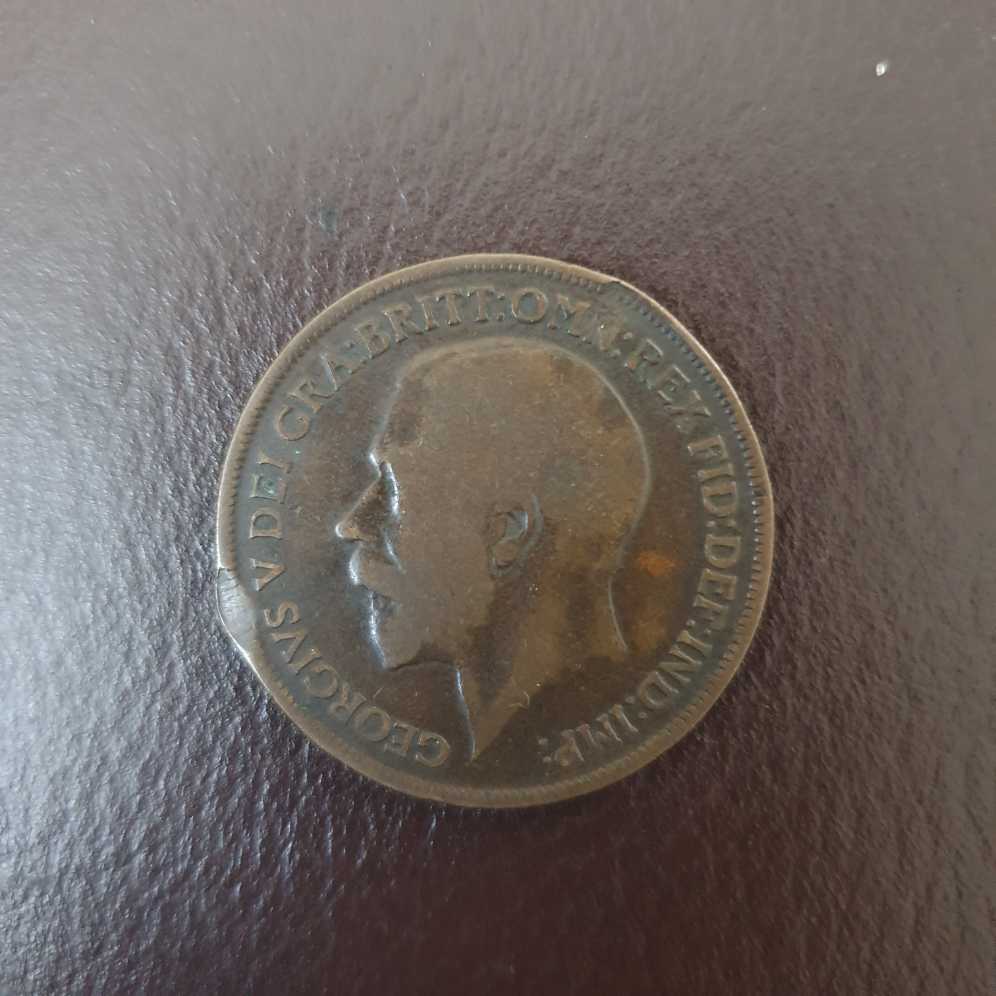 GEORGIVS V DEI GRA:BRITT:OMN:REX FID:DEF:IND:IMP: